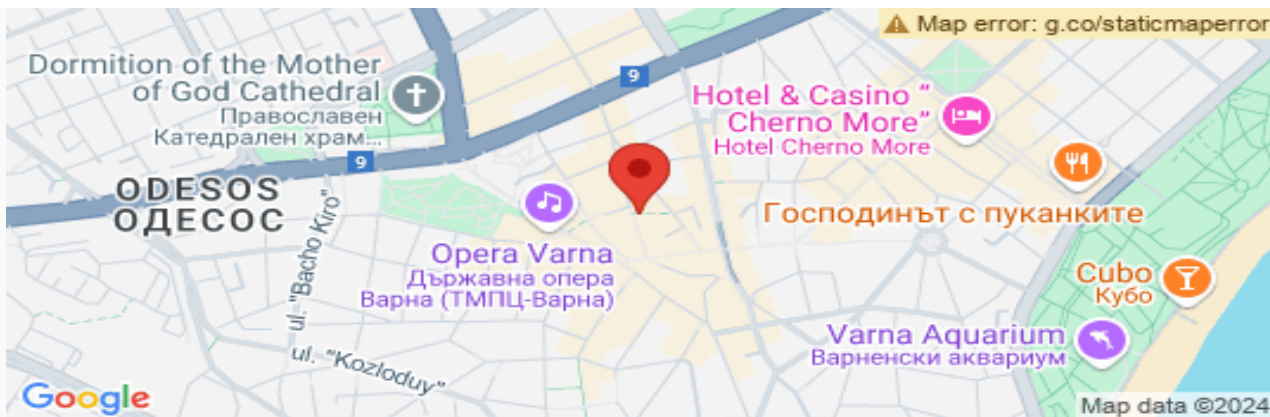 Map error: g.co/staticmaperror
Dormition of the Mother
of God Cathedral
Православен
Катедрален храм...
9
9
Hotel & Casino "
Cherno More"
Hotel Cherno More
ODESOS
ОДЕСОС
ul. "Bacho Kiro"
Opera Varna
Държавна опера
Варна (ТМПЦ-Варна)
Господинът с пуканките
Cubo
Кубо
Varna Aquarium
Варненски аквариум
ul. "Kozloduy"
Google
Map data ©2024